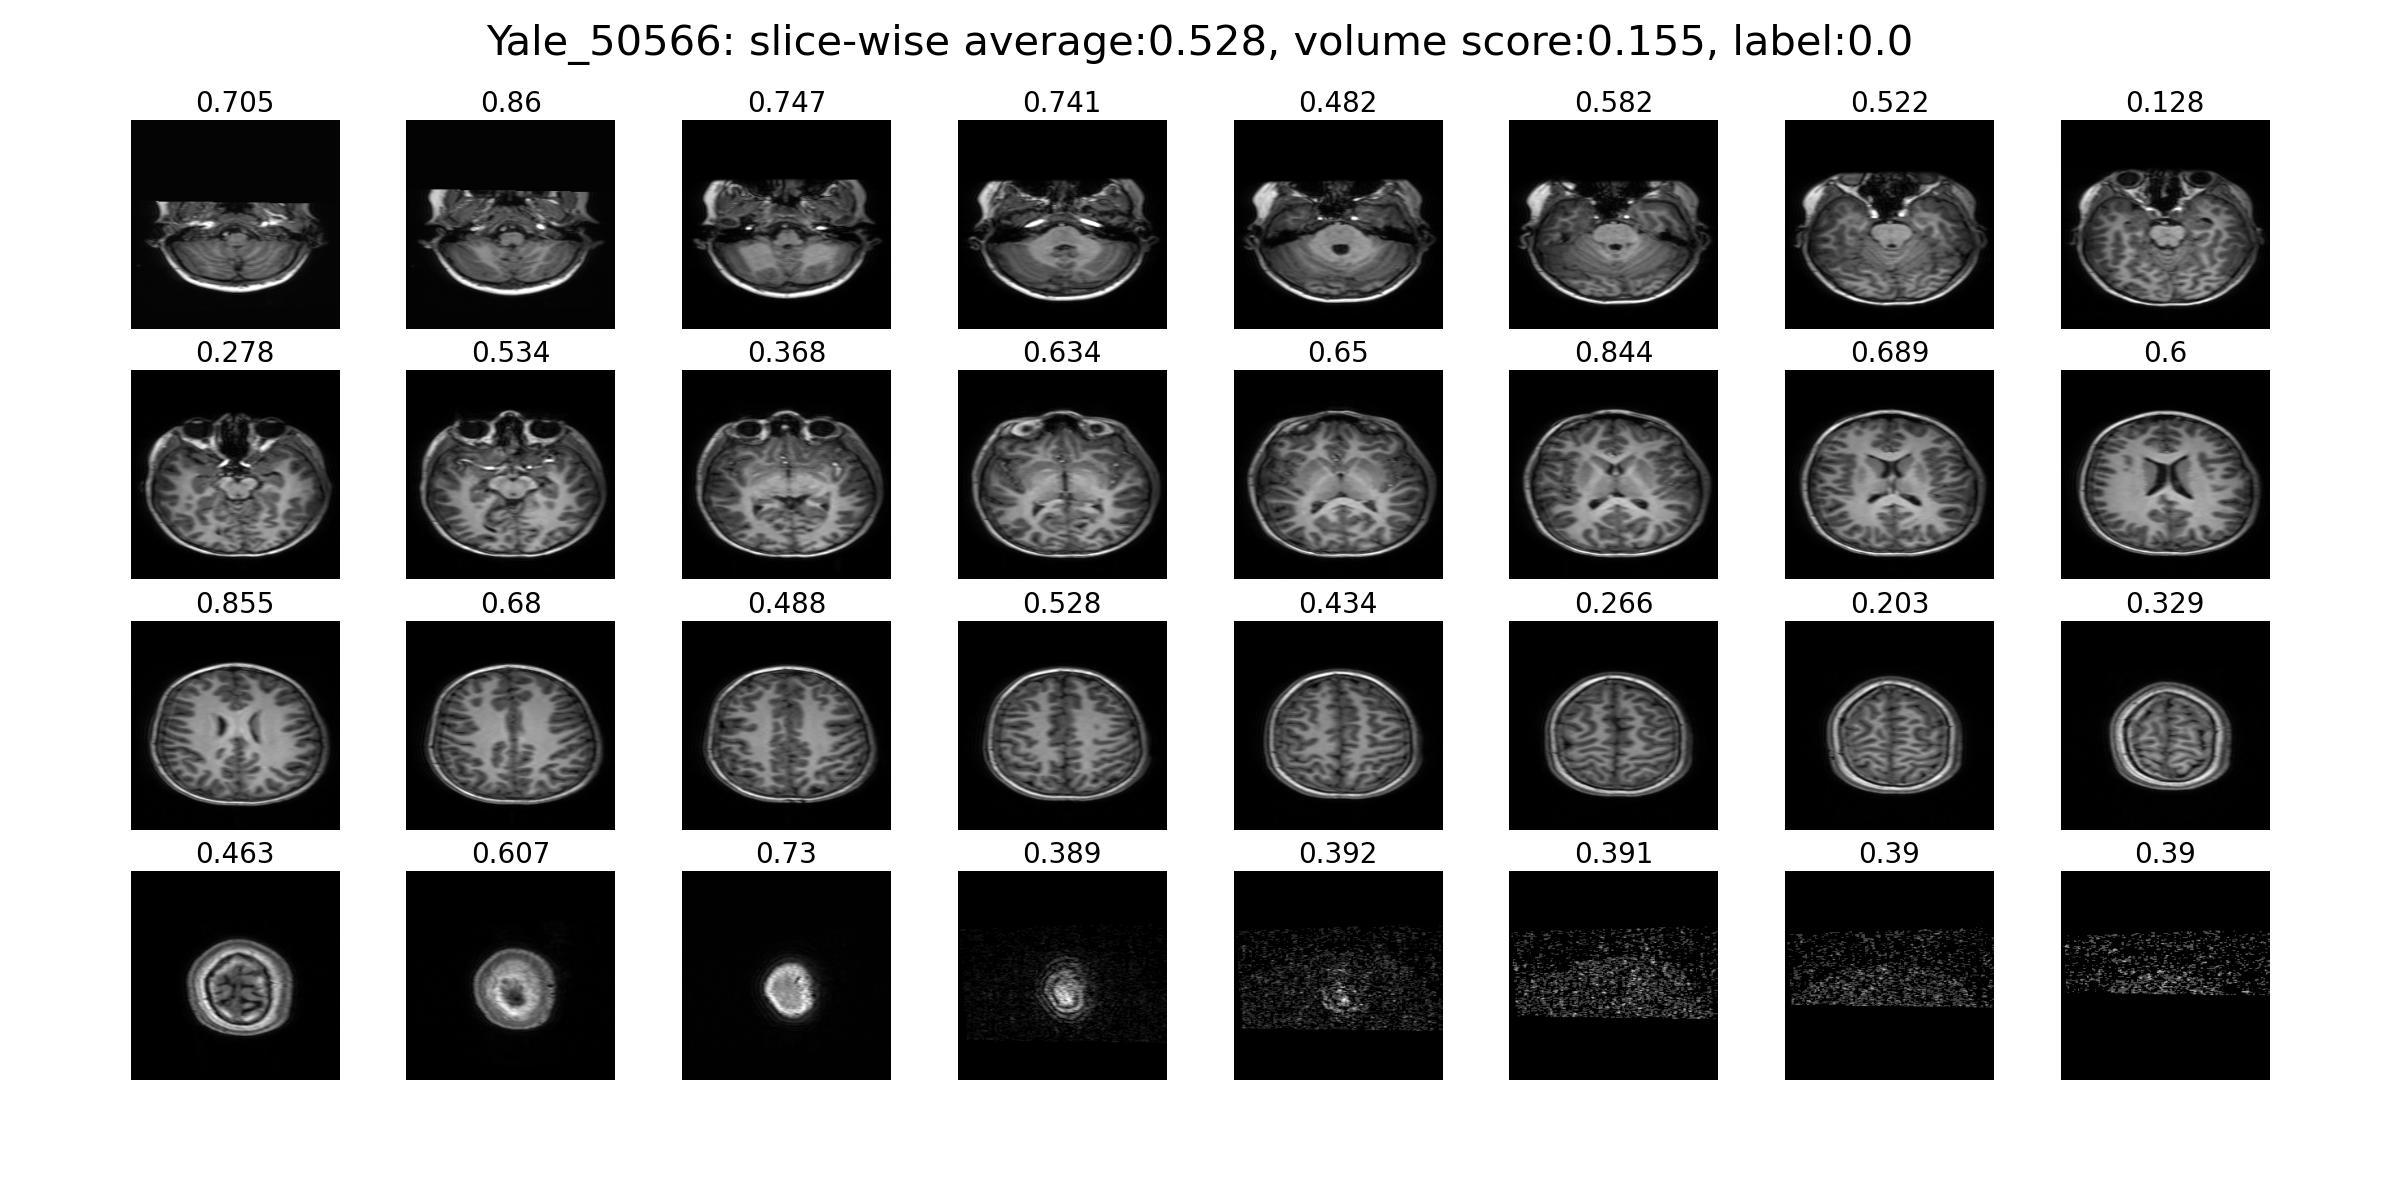 Yale_50566: slice-wise average:0.528, volume score:0.155, label:0.0
0.705 0.86 0.747 0.741 0.482 0.582 0.522 0.128
0.278 0.534 0.368 0.634 0.65 0.844 0.689 0.6
0.855 0.68 0.488 0.528 0.434 0.266 0.203 0.329
0.463 0.607 0.73 0.389 0.392 0.391 0.39 0.39